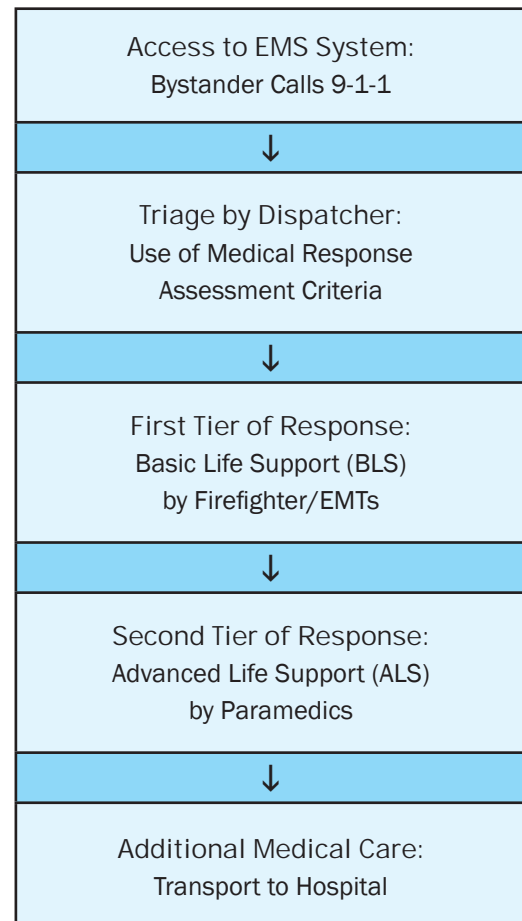 Access to EMS System:
Bystander Calls 9-1-1
↓
Triage by Dispatcher:
Use of Medical Response
Assessment Criteria
↓
First Tier of Response:
Basic Life Support (BLS)
by Firefighter/EMTs
↓
Second Tier of Response:
Advanced Life Support (ALS)
by Paramedics
↓
Additional Medical Care:
Transport to Hospital